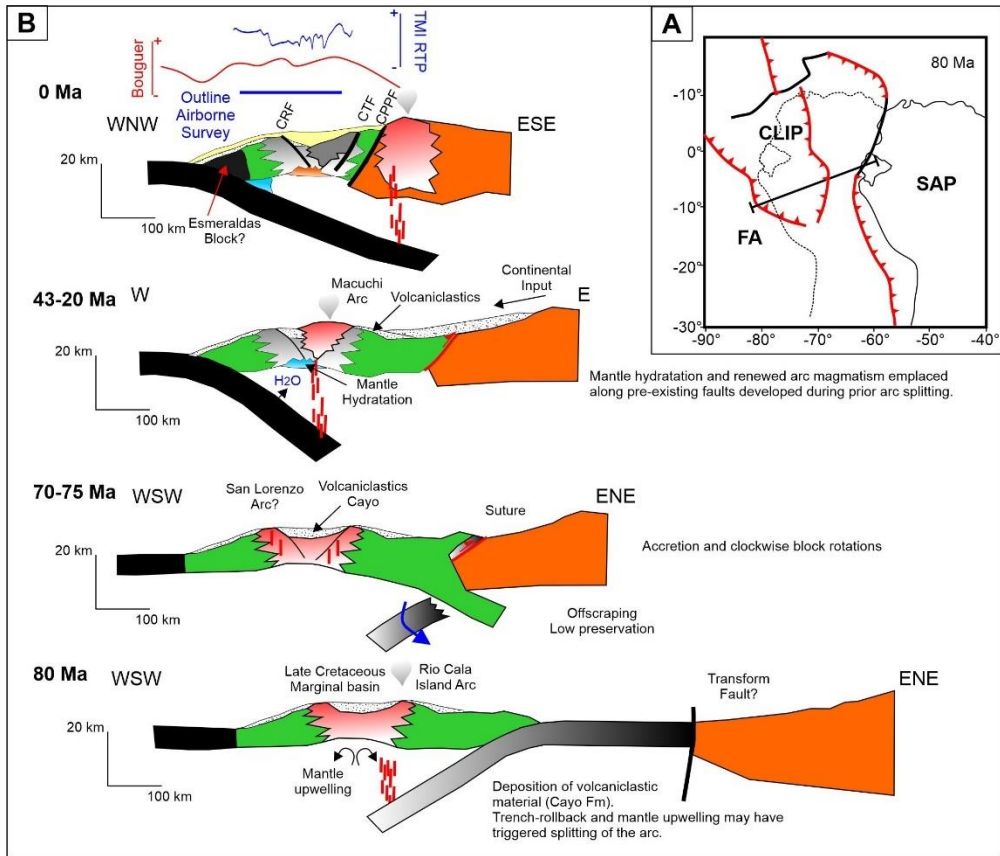 B
Bouguer
+
-
+
-
TMI RTP
0 Ma
WNW
Outline
Airborne
Survey
CRF
CTF
CPPF
ESE
20 km
100 km
Esmeraldas
Block?
A
80 Ma
-10°
0°
-10°
-20°
-30°
CLIP
SAP
FA
-90°
-80°
-70°
-60°
-50°
-40°
43-20 Ma
W
Macuchi
Arc
Volcaniclastics
Continental
Input
E
20 km
H2O
Mantle
Hydratation
100 km
Mantle hydratation and renewed arc magmatism emplaced
along pre-existing faults developed during prior arc splitting.
70-75 Ma
WSW
San Lorenzo
Arc?
Volcaniclastics
Cayo
Suture
ENE
20 km
100 km
Accretion and clockwise block rotations
Offscraping
Low preservation
80 Ma
WSW
Late Cretaceous
Marginal basin
Rio Cala
Island Arc
Transform
Fault?
ENE
20 km
100 km
Mantle
upwelling
Deposition of volcaniclastic
material (Cayo Fm).
Trench-rollback and mantle upwelling may have
triggered splitting of the arc.